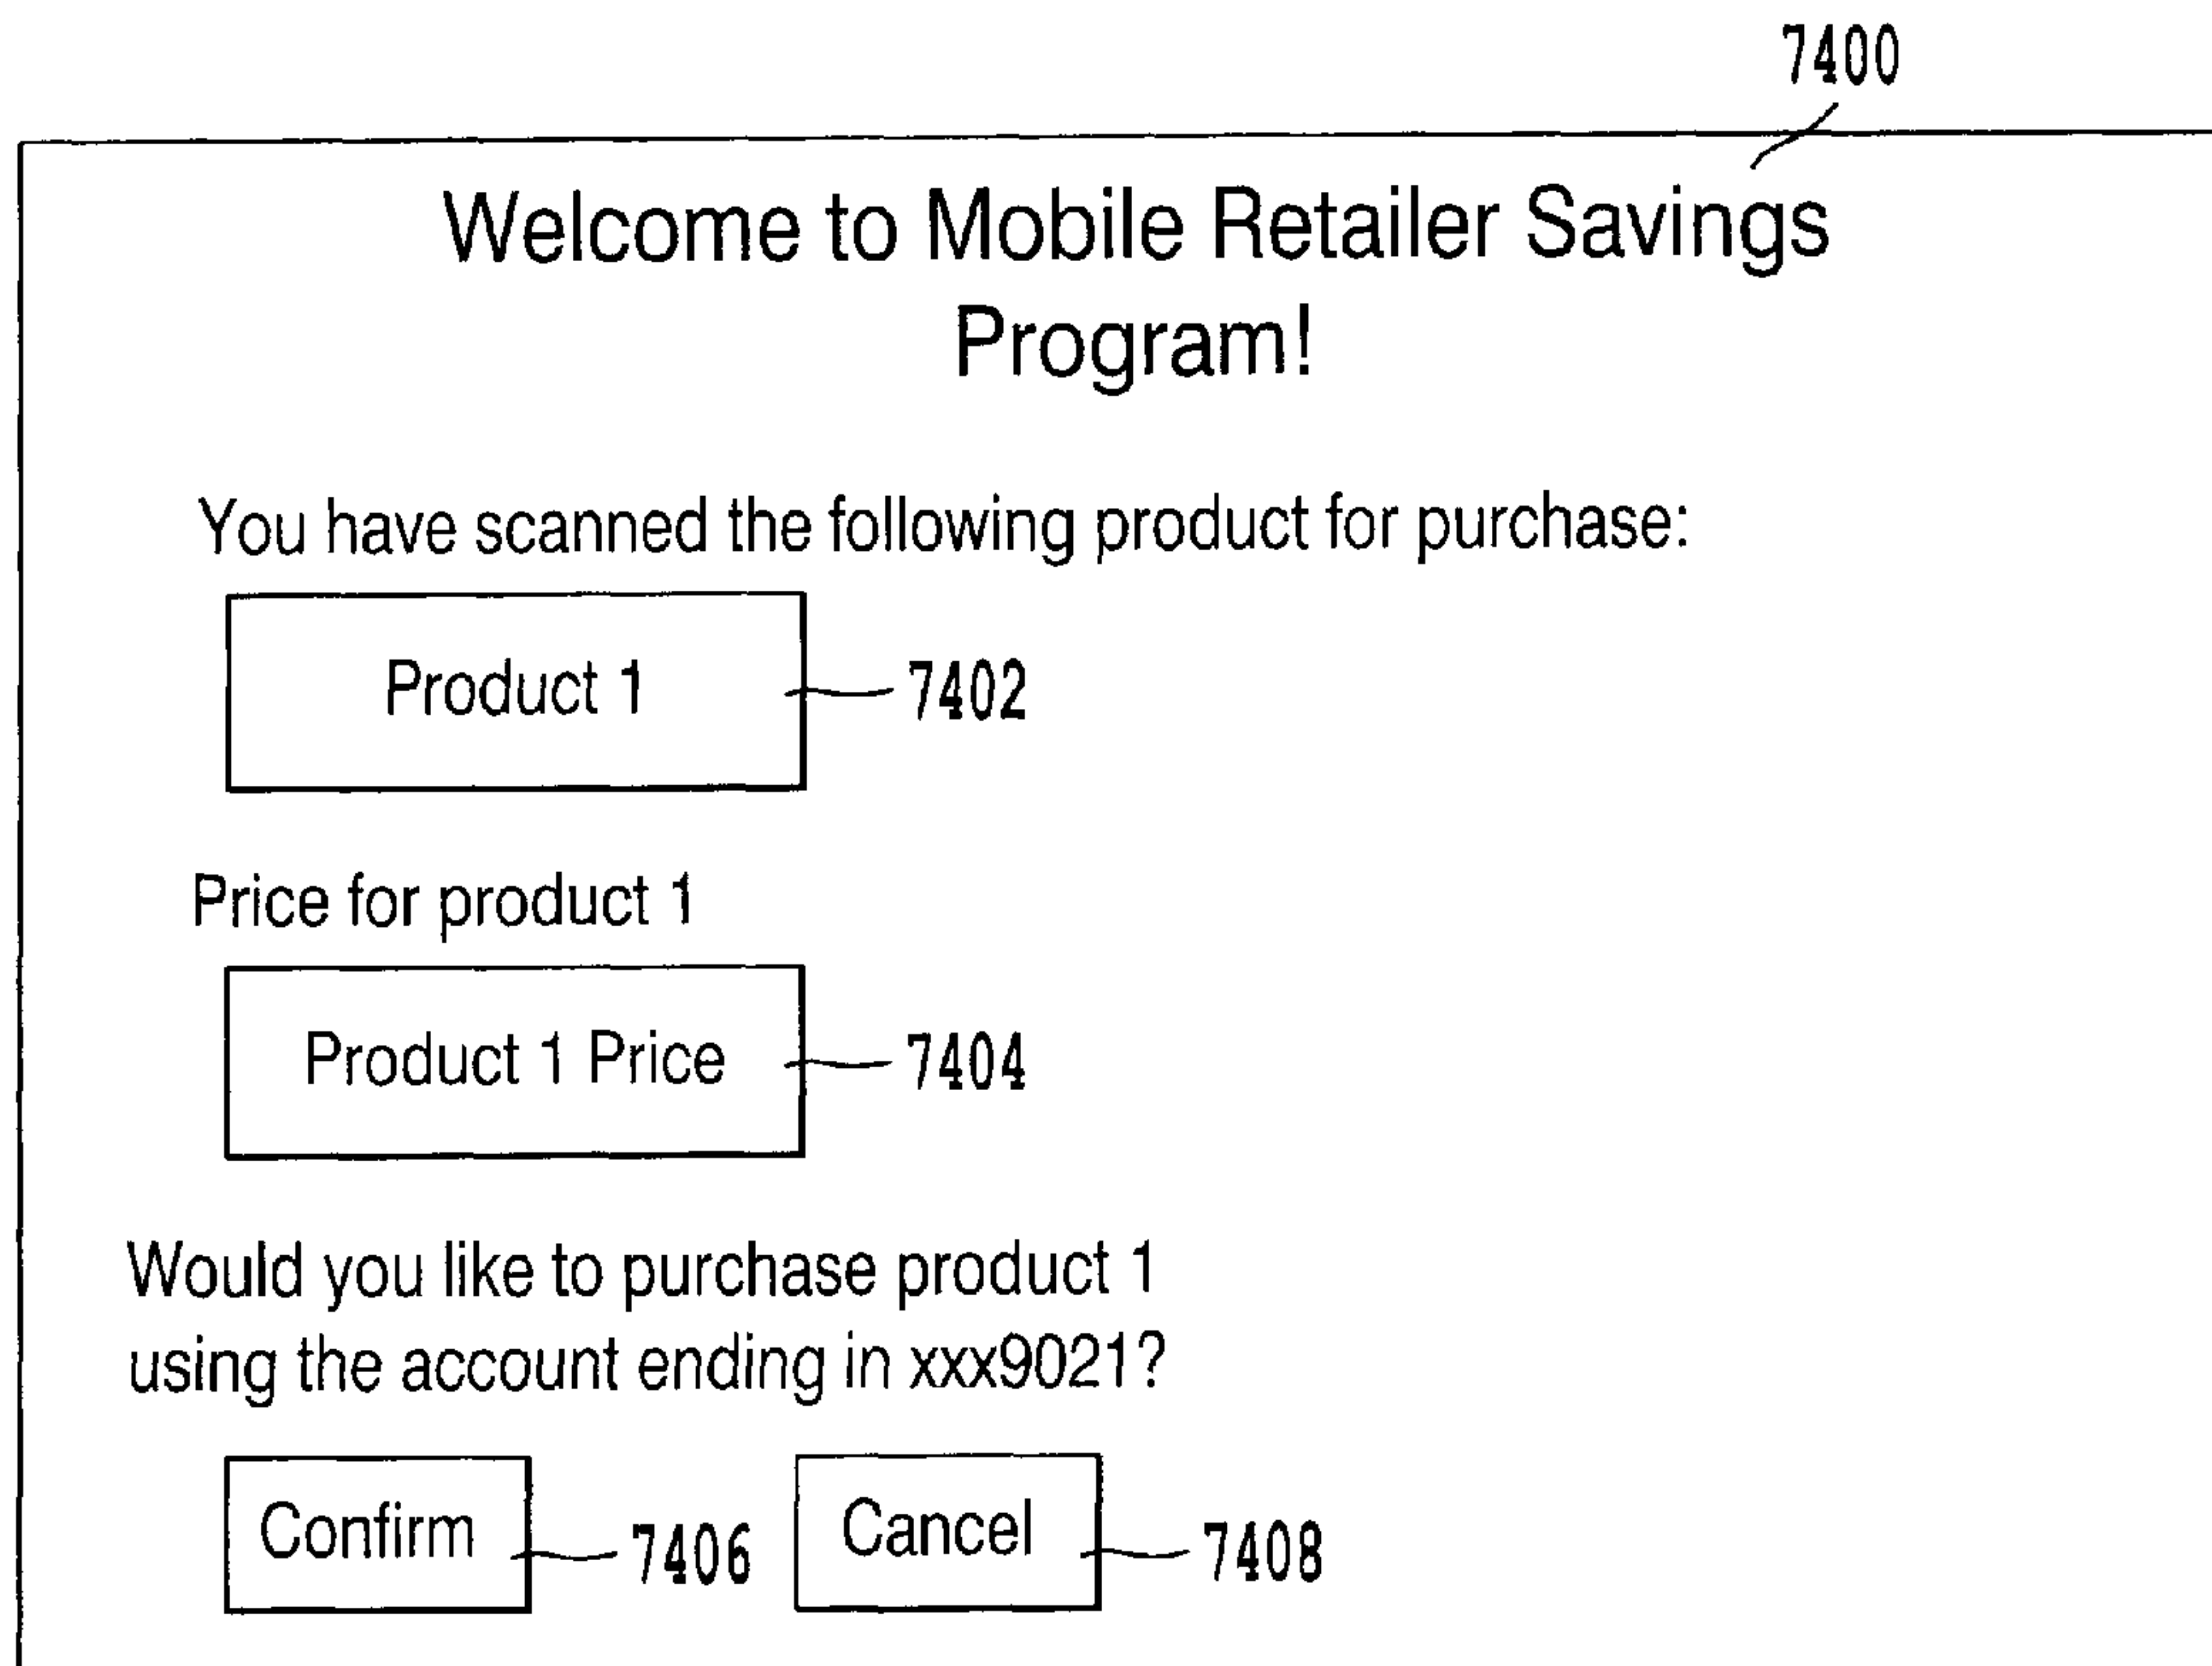 7400
Welcome to Mobile Retailer Savings
Program!
You have scanned the following product for purchase:
Product 1
7402
Price for product 1
Product 1 Price
7404
Would you like to purchase product 1
using the account ending in xxx9021?
Confirm
7406
Cancel
7408